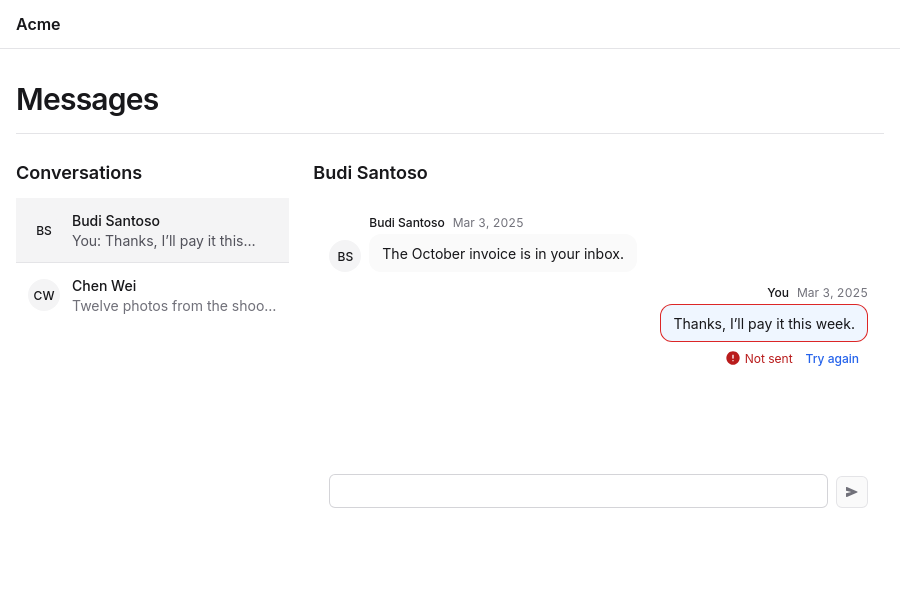 Acme
Messages
Conversations
BS
Budi Santoso
You: Thanks, I’ll pay it this…
CW
Chen Wei
Twelve photos from the shoo…
Budi Santoso
Budi Santoso Mar 3, 2025
BS
The October invoice is in your inbox.
You Mar 3, 2025
Thanks, I’ll pay it this week.
Not sent Try again